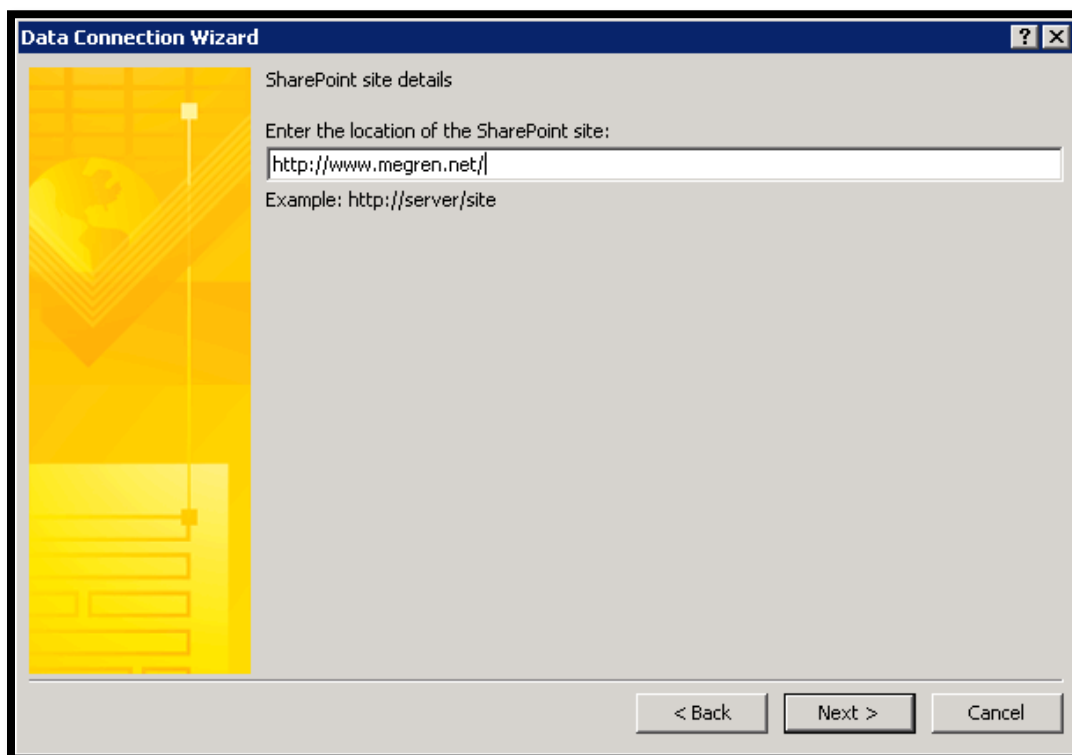 Data Connection Wizard
SharePoint site details
Enter the location of the SharePoint site:
http://www.megren.net/
Example: http://server/site
< Back Next > Cancel